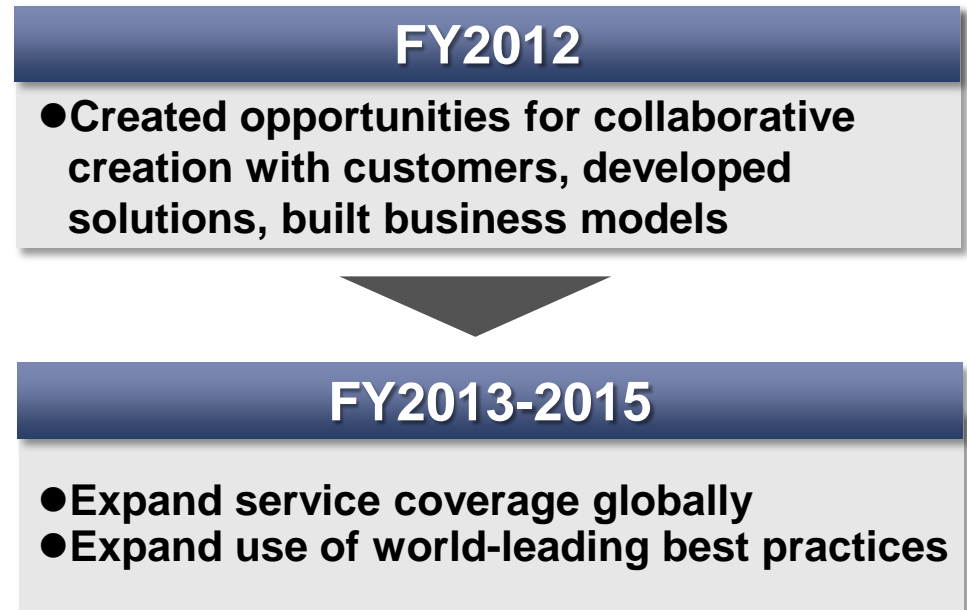 FY2012
●Created opportunities for collaborative
creation with customers, developed
solutions, built business models
FY2013-2015
●Expand service coverage globally
●Expand use of world-leading best practices